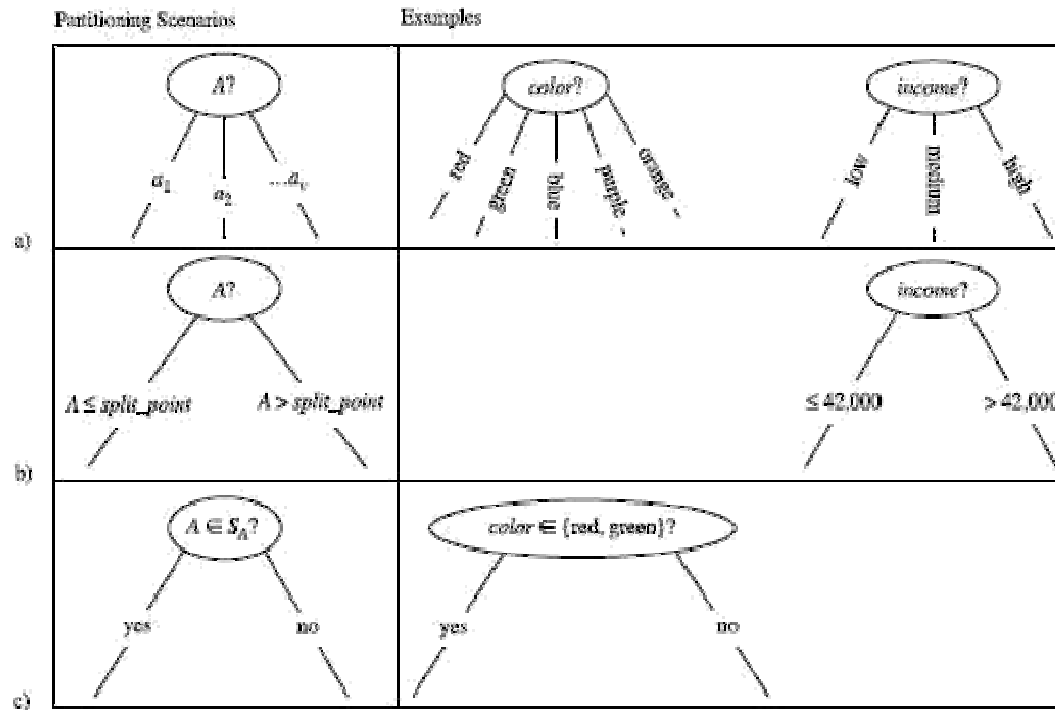 Partitioning Scenarios
Examples
A?
a1
a2
...av
color?
red
green
blue
purple
orange
income?
low
medium
high
a)
A?
A ≤ split_point
A > split_point
income?
≤ 42,000
> 42,000
b)
A ∈ SA?
yes
no
color ∈ {red, green}?
yes
no
c)